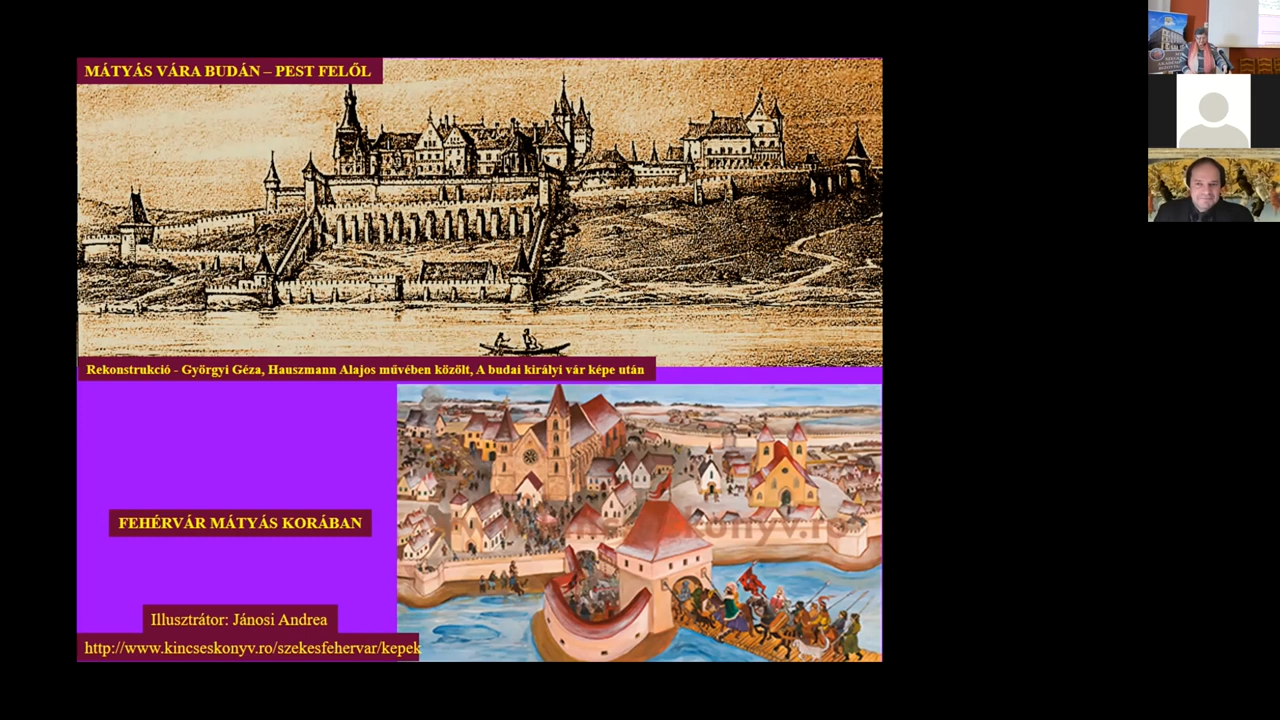 MÁTYÁS VÁRA BUDÁN – PEST FELŐL
Rekonstrukció - Györgyi Géza, Hauszmann Alajos művében közölt, A budai királyi vár képe után
FEHÉRVÁR MÁTYÁS KORÁBAN
Illusztrátor: Jánosi Andrea
http://www.kincseskonyv.ro/szekesfehervar/kepek